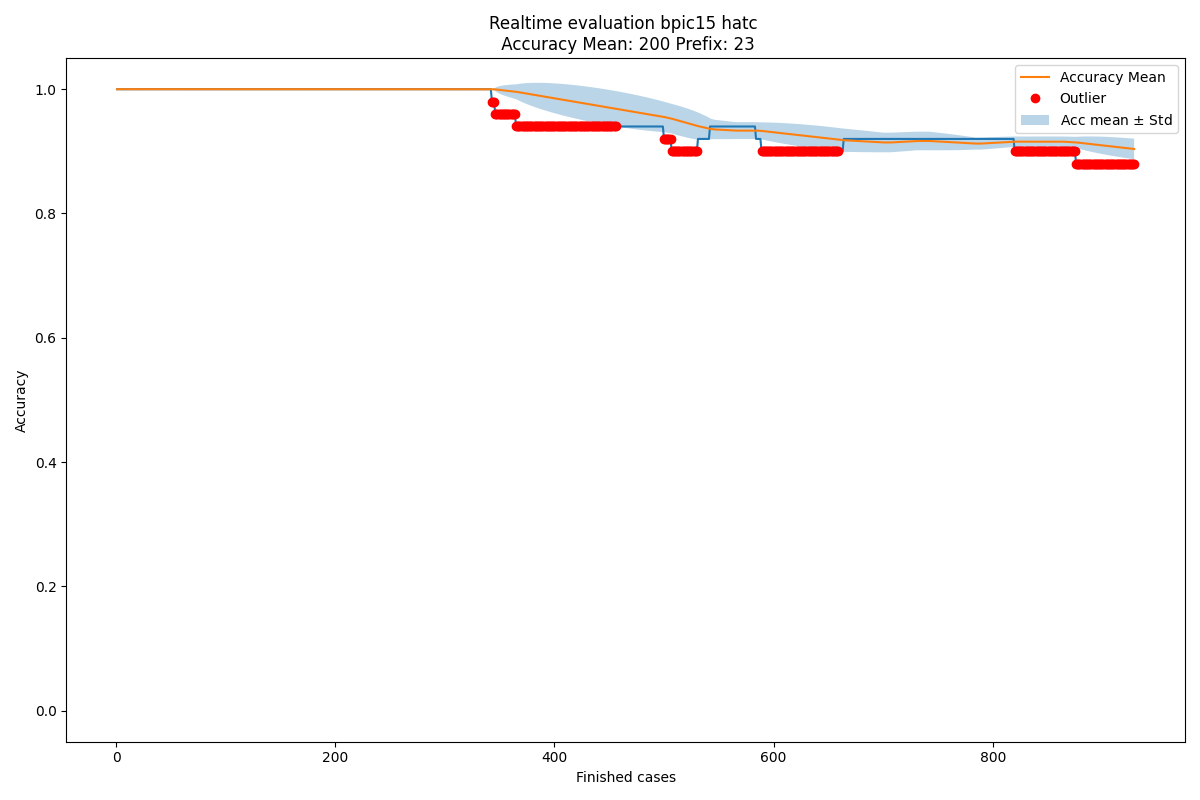 Realtime evaluation bpic15 hatc
Accuracy Mean: 200 Prefix: 23
Accuracy Mean
Outlier
Acc mean ± Std
1.0
0.8
0.6
0.4
0.2
0.0
Accuracy
0
200
400
600
800
Finished cases